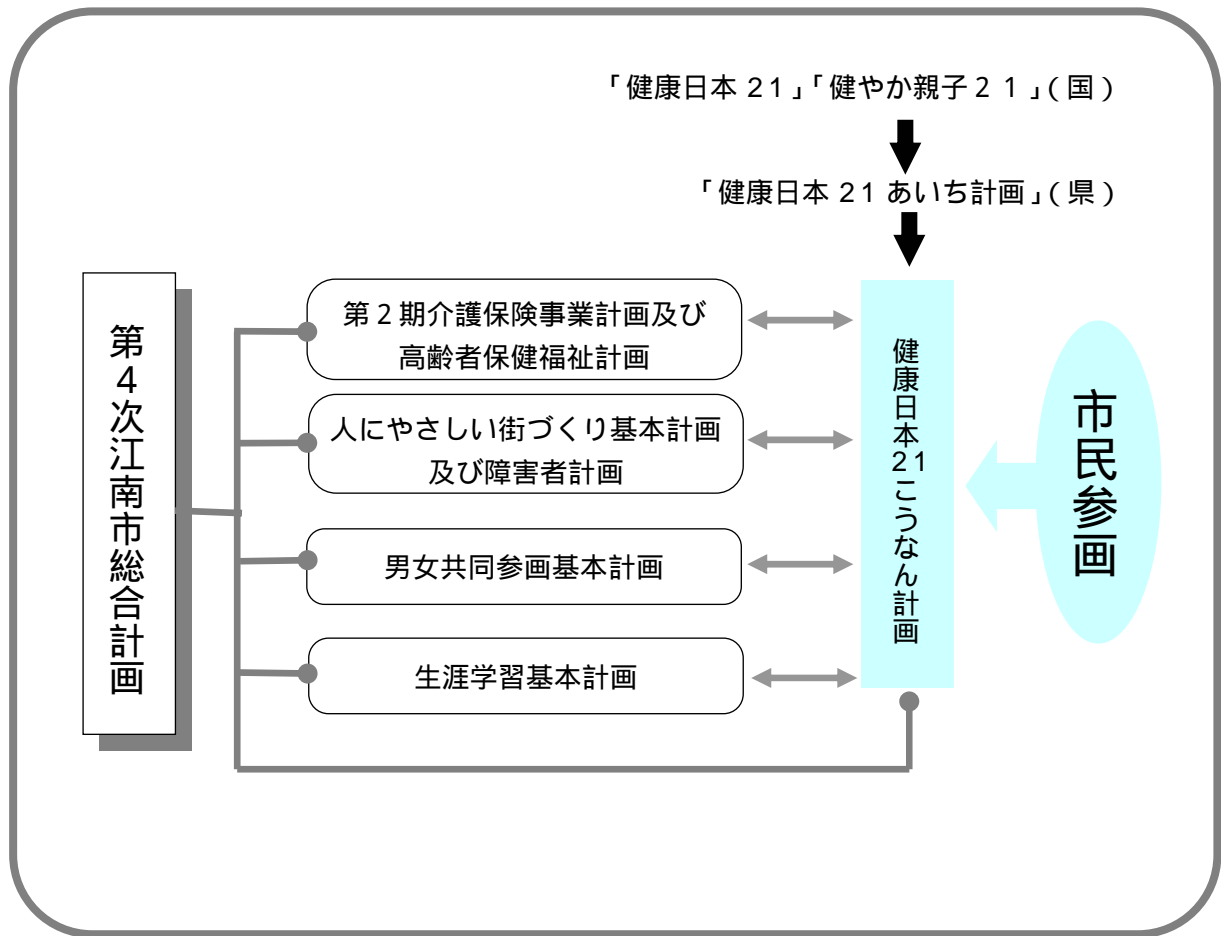 「健康日本 21」「健やか親子２１」(国)
「健康日本 21 あいち計画」(県)
第４次江南市総合計画
第２期介護保険事業計画及び
高齢者保健福祉計画
人にやさしい街づくり基本計画
及び障害者計画
男女共同参画基本計画
生涯学習基本計画
健康日本21こうなん計画
市民参画